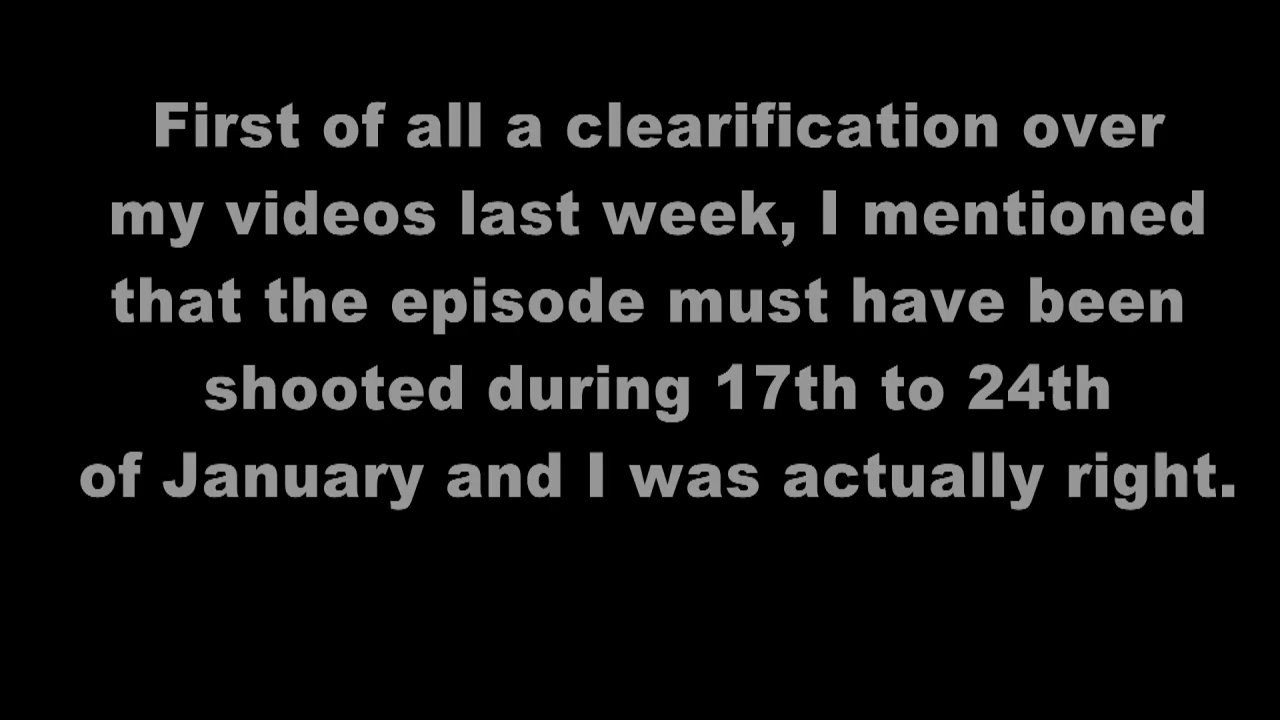 First of all a clearification over
my videos last week, I mentioned
that the episode must have been
shooted during 17th to 24th
of January and I was actually right.